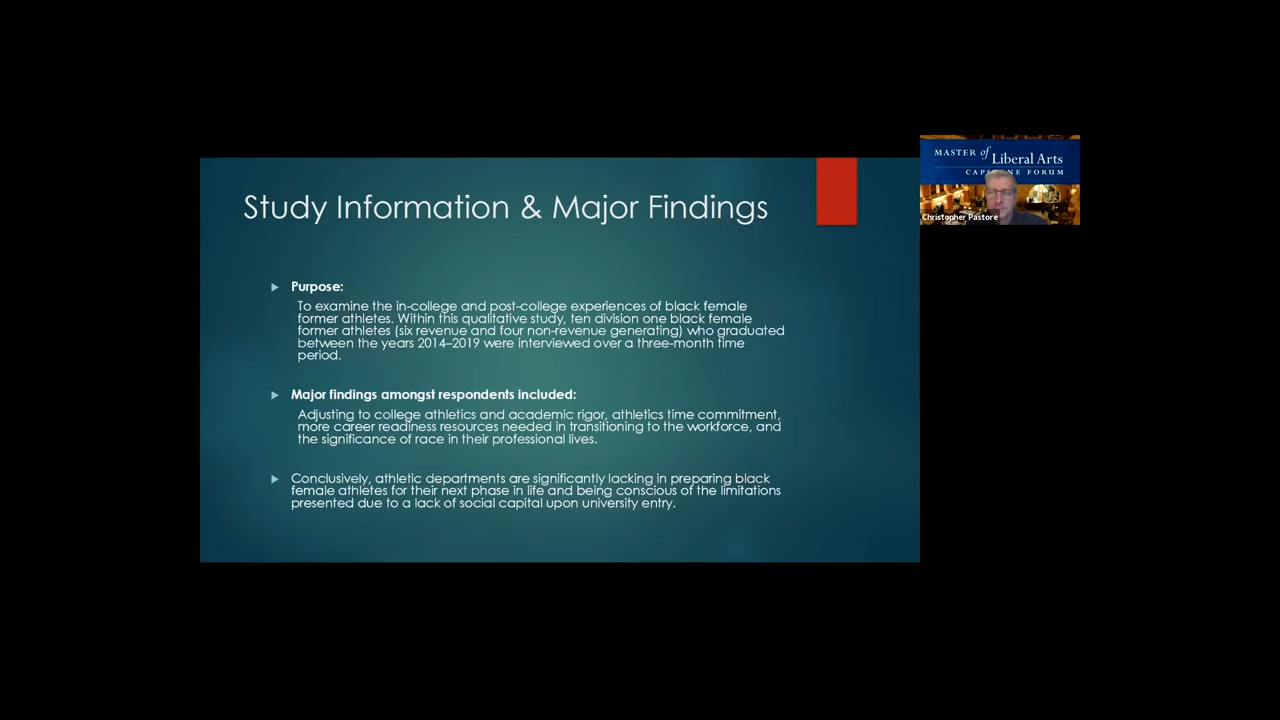 Study Information & Major Findings
Purpose:
To examine the in-college and post-college experiences of black female
former athletes. Within this qualitative study, ten division one black female
former athletes (six revenue and four non-revenue generating) who graduated
between the years 2014–2019 were interviewed over a three-month time
period.
Major findings amongst respondents included:
Adjusting to college athletics and academic rigor, athletics time commitment,
more career readiness resources needed in transitioning to the workforce, and
the significance of race in their professional lives.
Conclusively, athletic departments are significantly lacking in preparing black
female athletes for their next phase in life and being conscious of the limitations
presented due to a lack of social capital upon university entry.
MASTER of
Liberal Arts
FORUM
Christopher Pastore